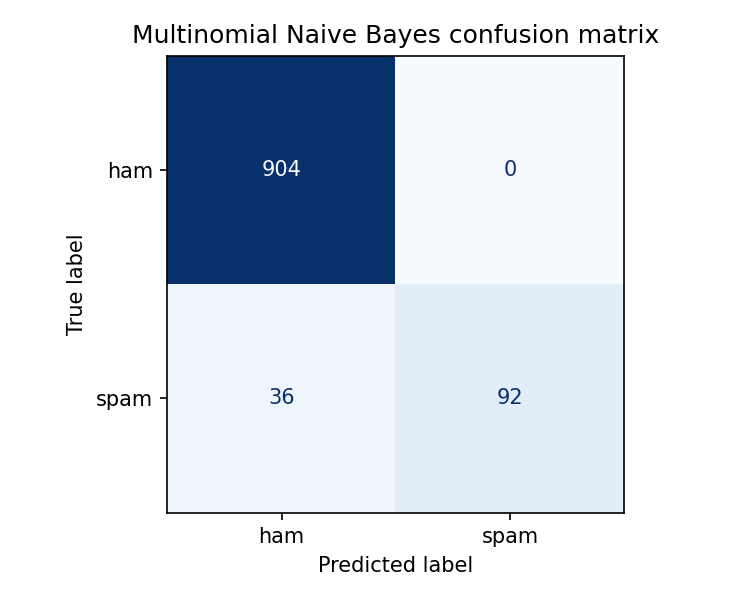 Multinomial Naive Bayes confusion matrix
ham
904
0
True label
spam
36
92
ham
spam
Predicted label